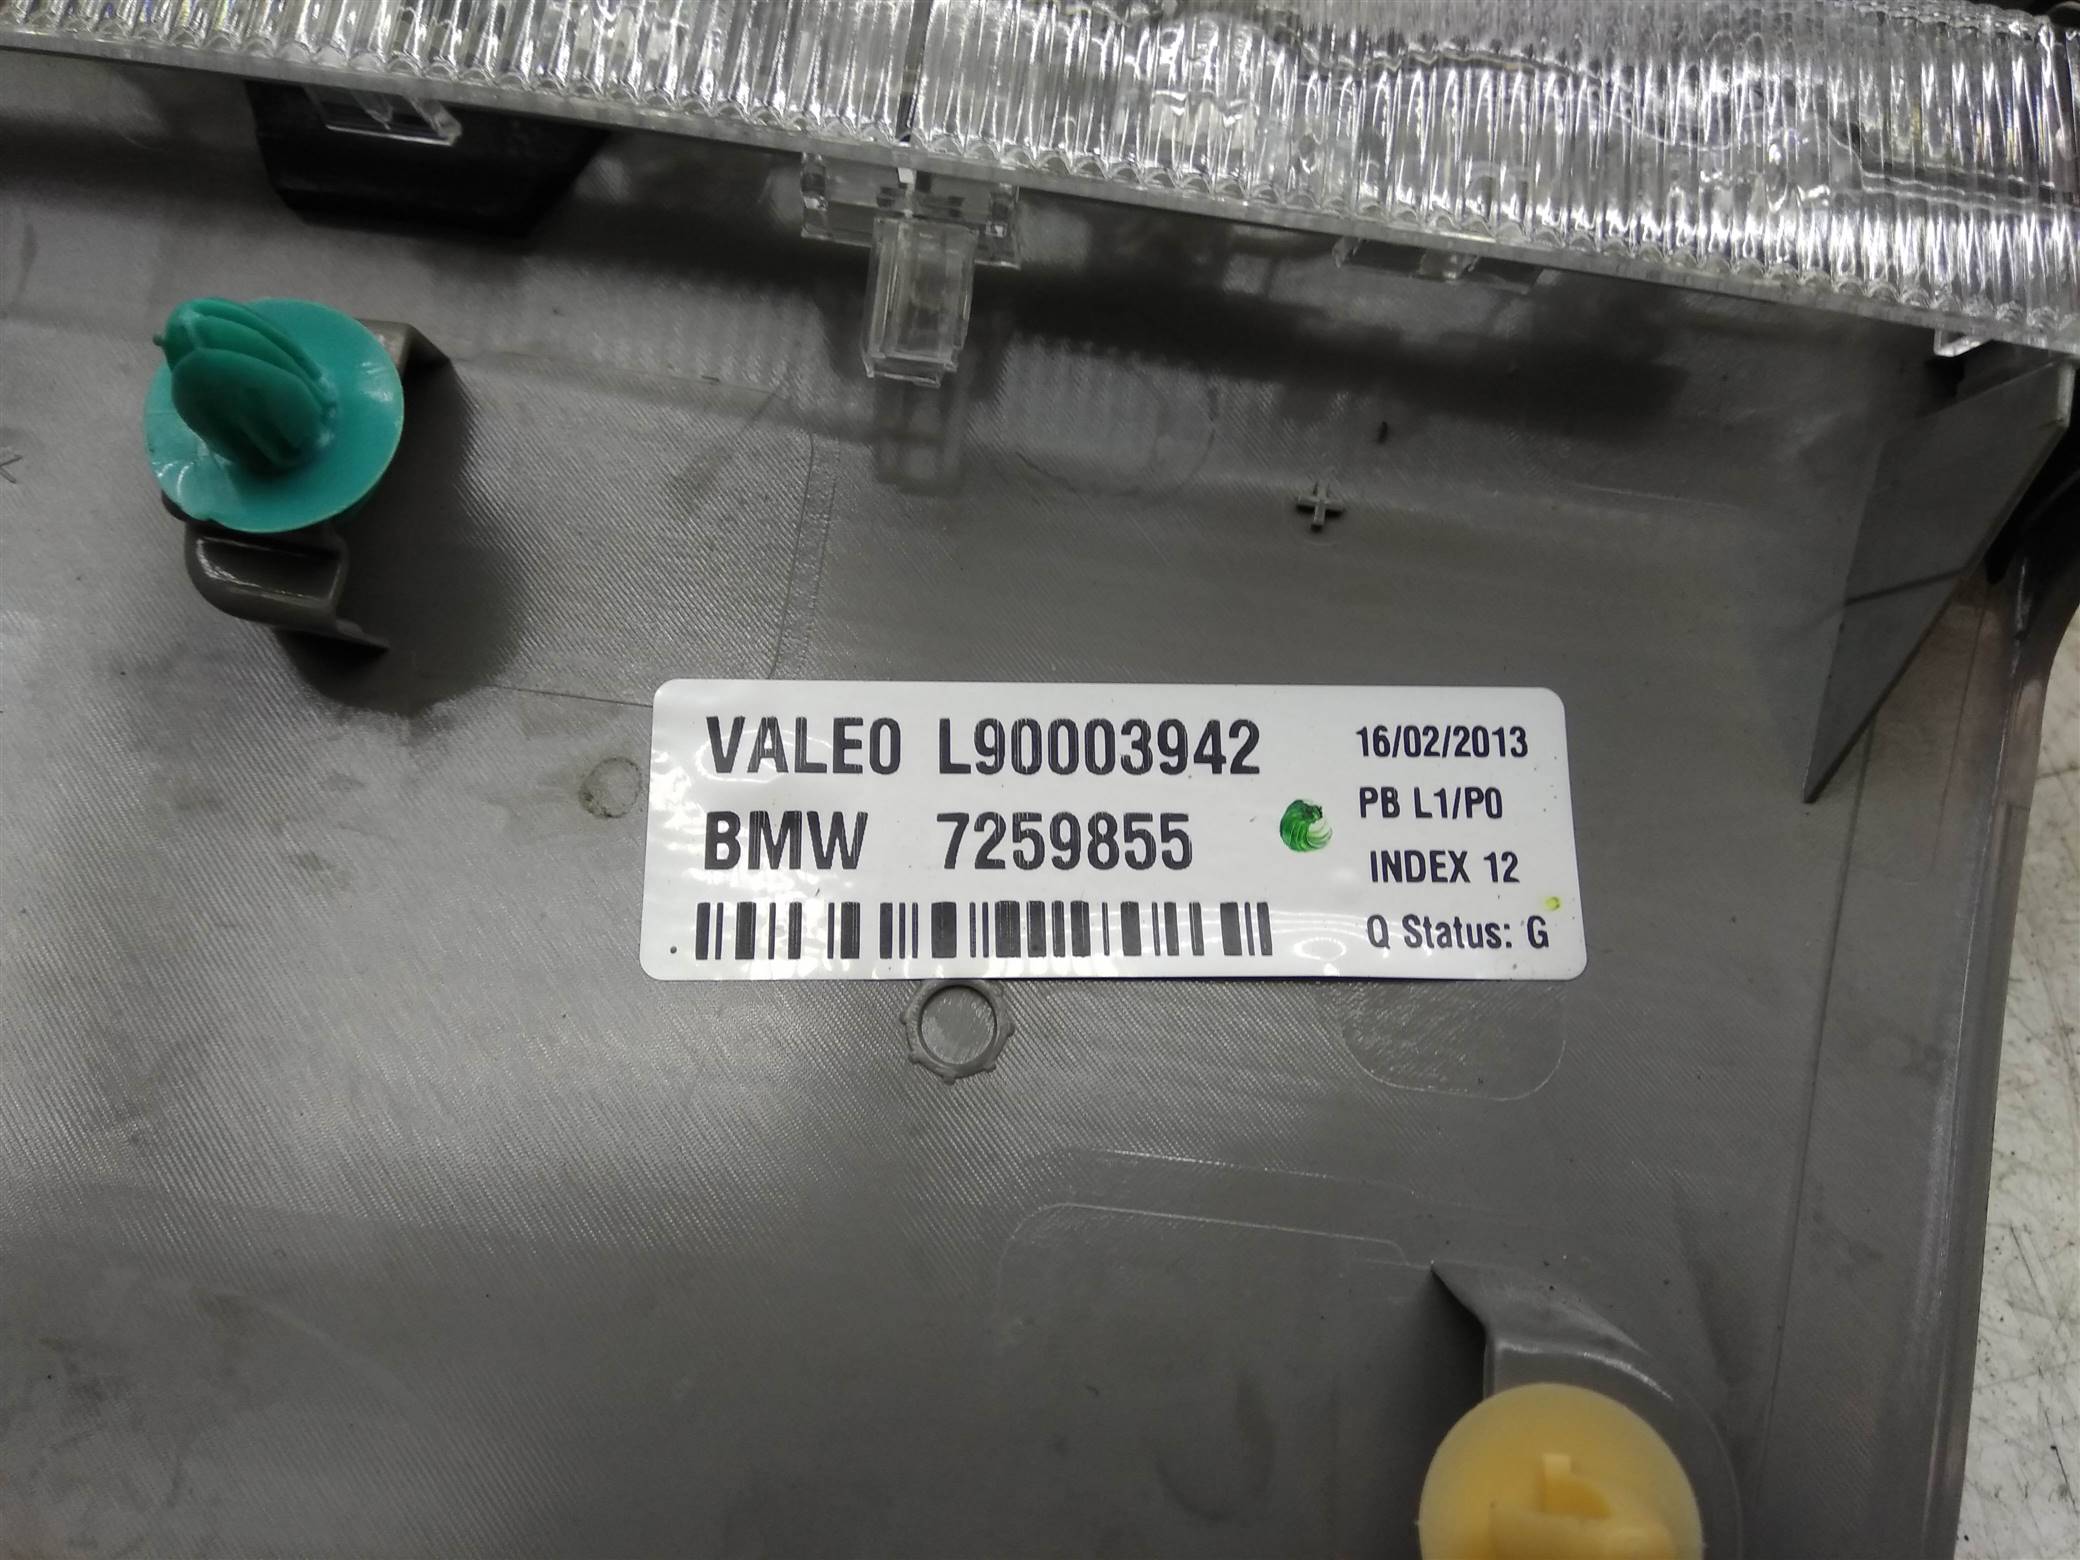 VALEO L90003942
BMW 7259855
16/02/2013
PB L1/P0
INDEX 12
Q Status: G